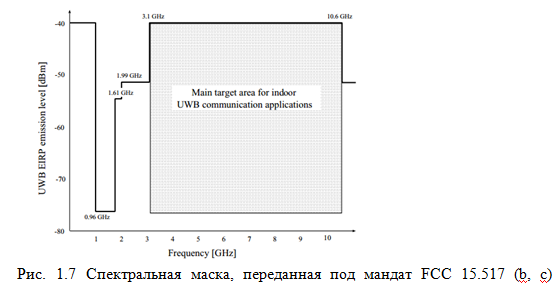 -40
3.1 GHz
10.6 GHz
-50
1.99 GHz
1.61 GHz
Main target area for indoor
UWB communication applications
UWB EIRP emission level [dBm]
-60
-70
0.96 GHz
-80
1 2 3 4 5 6 7 8 9 10
Frequency [GHz]
Рис. 1.7 Спектральная маска, переданная под мандат FCC 15.517 (b, c)